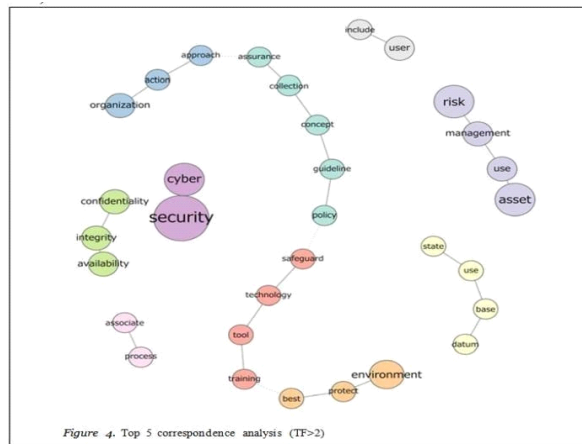 include
user
approach
assurance
action
collection
organization
concept
risk
management
guideline
use
asset
cyber
security
confidentiality
integrity
availability
policy
safeguard
state
use
technology
base
associate
tool
datum
process
training
environment
best
protect
Figure 4. Top 5 correspondence analysis (TF>2)